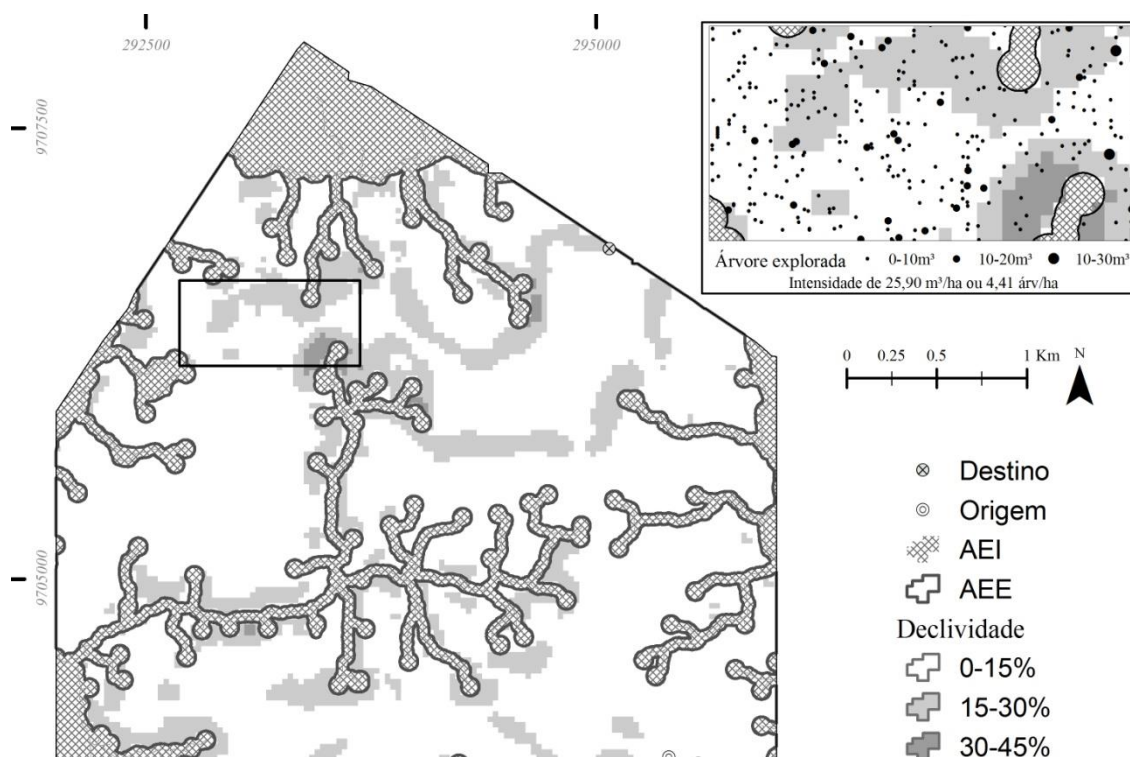 292500
295000
9707500
9705000
Árvore explorada 0-10m³ 10-20m³ 10-30m³
Intensidade de 25,90 m³/ha ou 4,41 árv/ha
0 0.25 0.5 1 Km
N
Destino
Origem
AEI
AEE
Declividade
0-15%
15-30%
30-45%